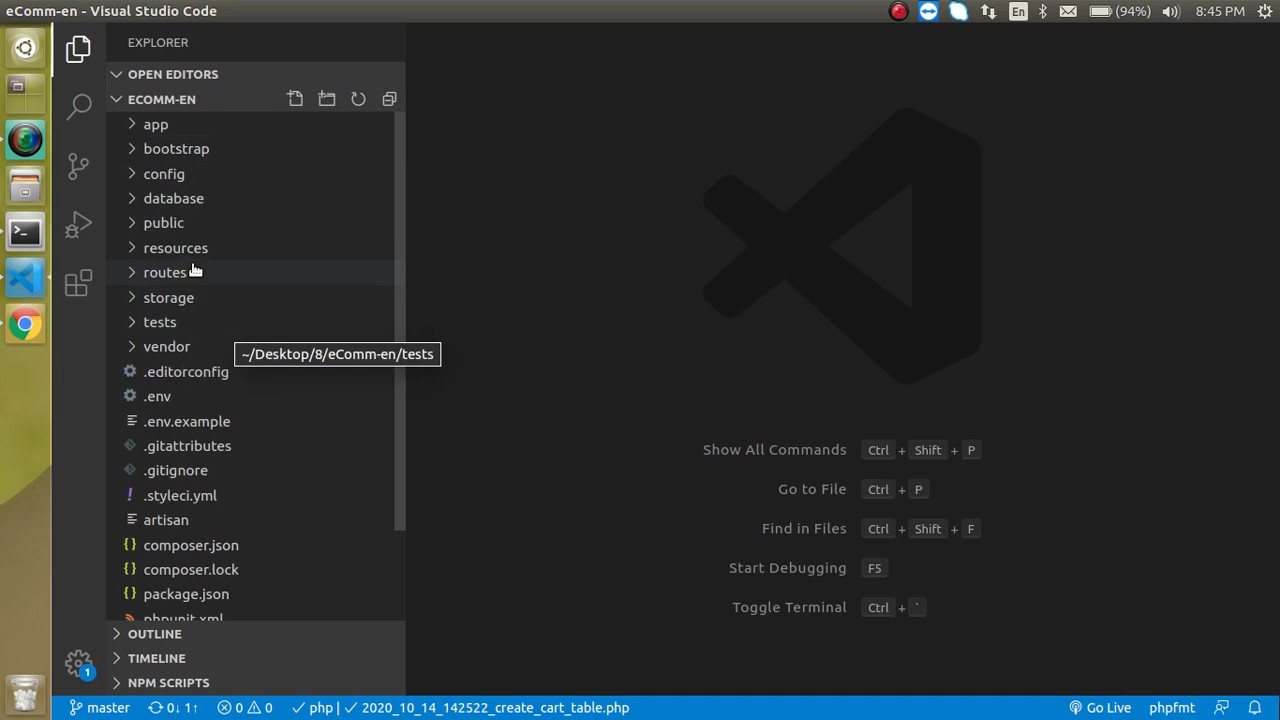 eComm-en - Visual Studio Code
En
(94%)
8:45 PM
EXPLORER
OPEN EDITORS
ECOMM-EN
app
bootstrap
config
database
public
resources
routes
storage
tests
vendor
~/Desktop/8/eComm-en/tests
.editorconfig
.env
.env.example
.gitattributes
.gitignore
.styleci.yml
artisan
composer.json
composer.lock
package.json
phpunit.xml
OUTLINE
TIMELINE
NPM SCRIPTS
Show All Commands Ctrl + Shift + P
Go to File Ctrl + P
Find in Files Ctrl + Shift + F
Start Debugging F5
Toggle Terminal Ctrl + `
1
master 0↓ 1↑ 0 0 php | 2020_10_14_142522_create_cart_table.php Go Live phpfmt